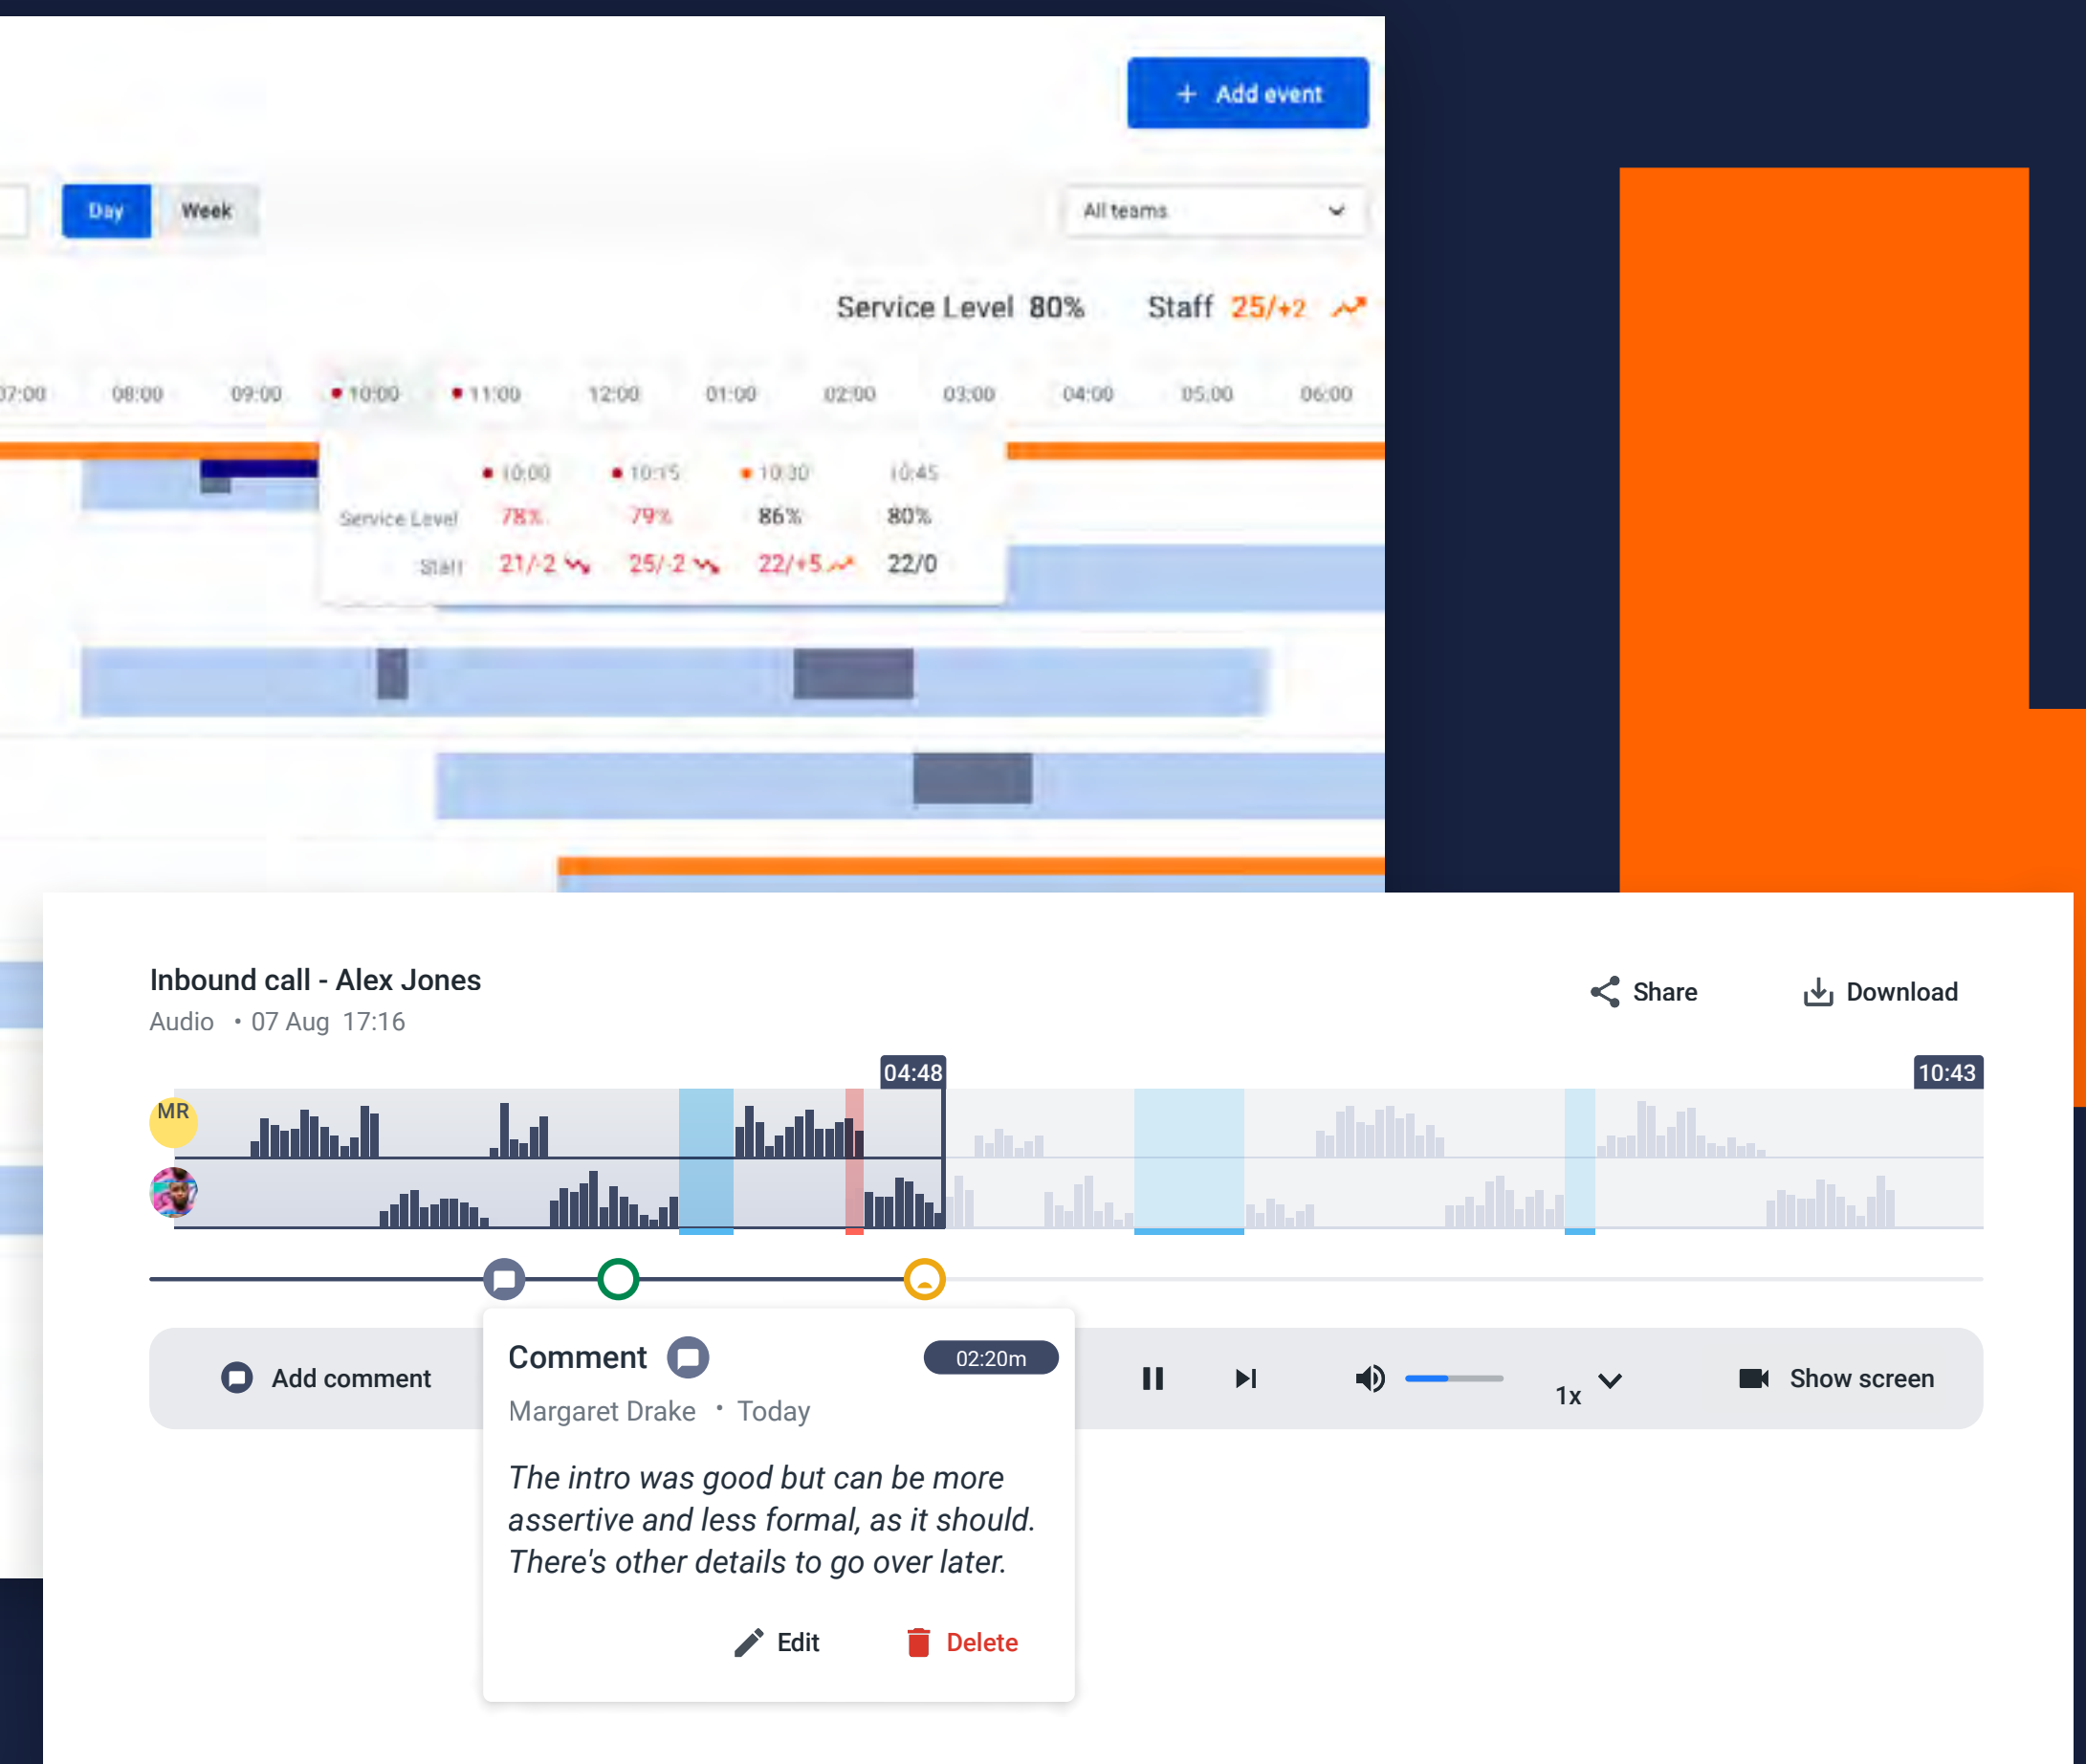 + Add event
Day Week All teams
Service Level 80% Staff 25/+2
07:00 08:00 09:00 • 10:00 • 11:00 12:00 01:00 02:00 03:00 04:00 05:00 06:00
• 10:00 • 10:15 • 10:30 10:45
Service Level 78% 79% 86% 80%
Staff 21/-2 25/-2 22/+5 22/0
Inbound call - Alex Jones
Audio • 07 Aug 17:16
Share Download
04:48 10:43
MR
Add comment
1x
Show screen
Comment 02:20m
Margaret Drake • Today
The intro was good but can be more
assertive and less formal, as it should.
There's other details to go over later.
Edit Delete